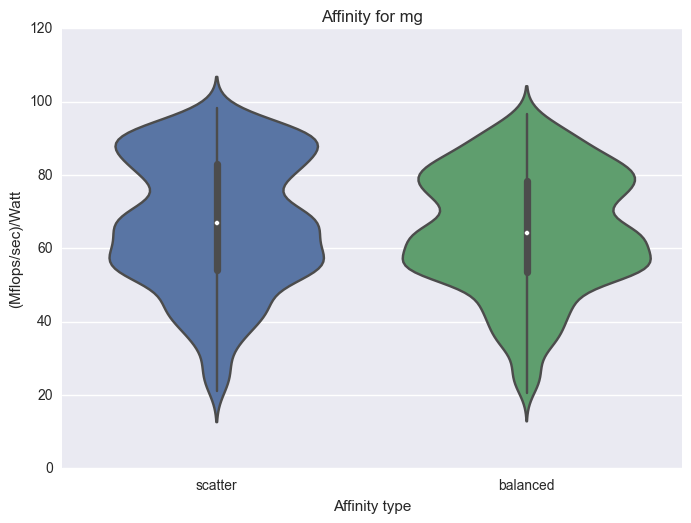 Affinity for mg
120
100
80
60
40
20
0
(Mflops/sec)/Watt
scatter
balanced
Affinity type